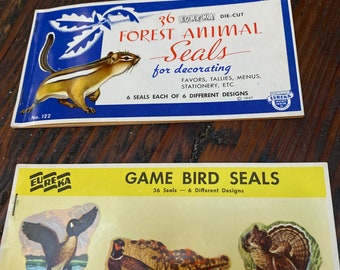 36 EUREKA DIE-CUT
FOREST ANIMAL
Seals
for decorating
FAVORS, TALLIES, MENUS,
STATIONERY, ETC.
6 SEALS EACH OF 6 DIFFERENT DESIGNS
No. 122
EUREKA
EUREKA
GAME BIRD SEALS
36 Seals — 6 Different Designs